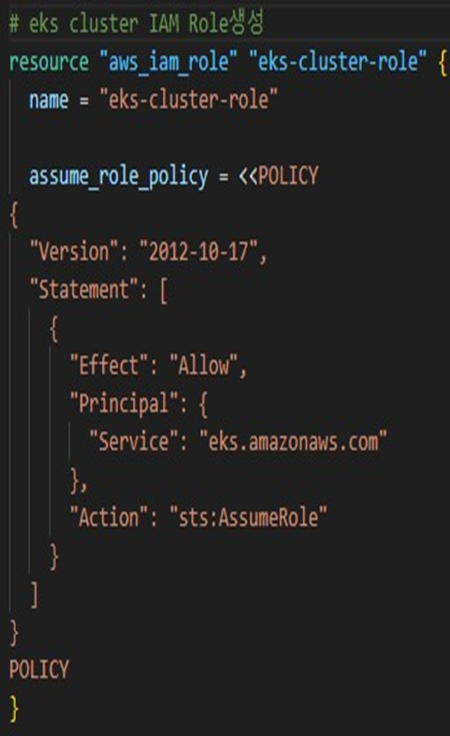 # eks cluster IAM Role생성
resource "aws_iam_role" "eks-cluster-role" {
  name = "eks-cluster-role"

  assume_role_policy = <<POLICY
{
  "Version": "2012-10-17",
  "Statement": [
    {
      "Effect": "Allow",
      "Principal": {
        "Service": "eks.amazonaws.com"
      },
      "Action": "sts:AssumeRole"
    }
  ]
}
POLICY
}